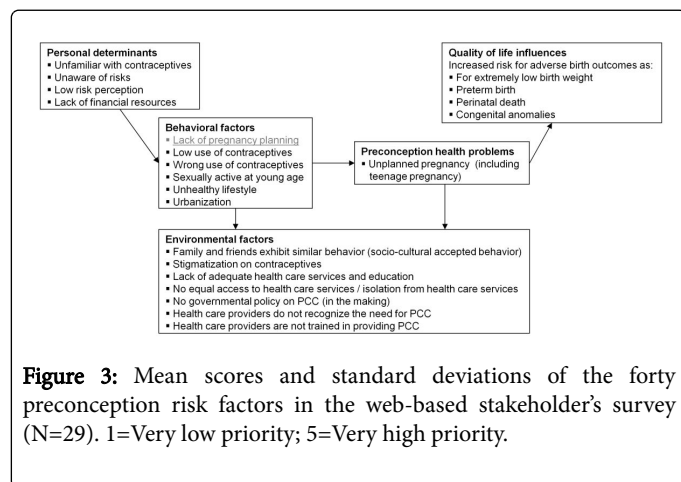 Personal determinants
▪ Unfamiliar with contraceptives
▪ Unaware of risks
▪ Low risk perception
▪ Lack of financial resources
Quality of life influences
Increased risk for adverse birth outcomes as:
▪ For extremely low birth weight
▪ Preterm birth
▪ Perinatal death
▪ Congenital anomalies
Behavioral factors
▪ Lack of pregnancy planning
▪ Low use of contraceptives
▪ Wrong use of contraceptives
▪ Sexually active at young age
▪ Unhealthy lifestyle
▪ Urbanization
Preconception health problems
▪ Unplanned pregnancy (including
teenage pregnancy)
Environmental factors
▪ Family and friends exhibit similar behavior (socio-cultural accepted behavior)
▪ Stigmatization on contraceptives
▪ Lack of adequate health care services and education
▪ No equal access to health care services / isolation from health care services
▪ No governmental policy on PCC (in the making)
▪ Health care providers do not recognize the need for PCC
▪ Health care providers are not trained in providing PCC
Figure 3: Mean scores and standard deviations of the forty
preconception risk factors in the web-based stakeholder's survey
(N=29). 1=Very low priority; 5=Very high priority.